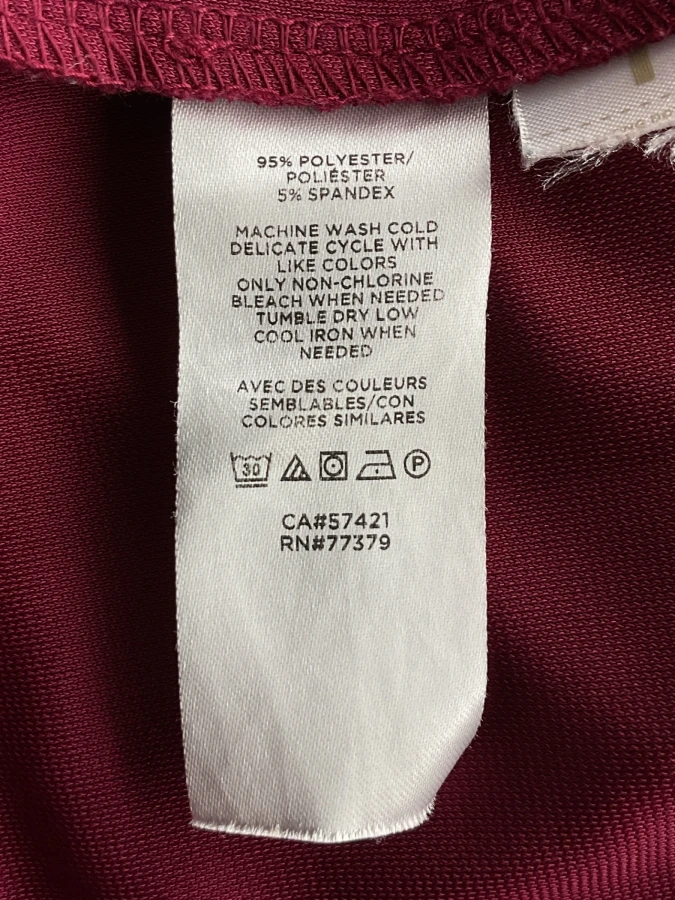 95% POLYESTER/
POLIÉSTER
5% SPANDEX
MACHINE WASH COLD
DELICATE CYCLE WITH
LIKE COLORS
ONLY NON-CHLORINE
BLEACH WHEN NEEDED
TUMBLE DRY LOW
COOL IRON WHEN
NEEDED
AVEC DES COULEURS
SEMBLABLES/CON
COLORES SIMILARES
30 P
CA#57421
RN#77379